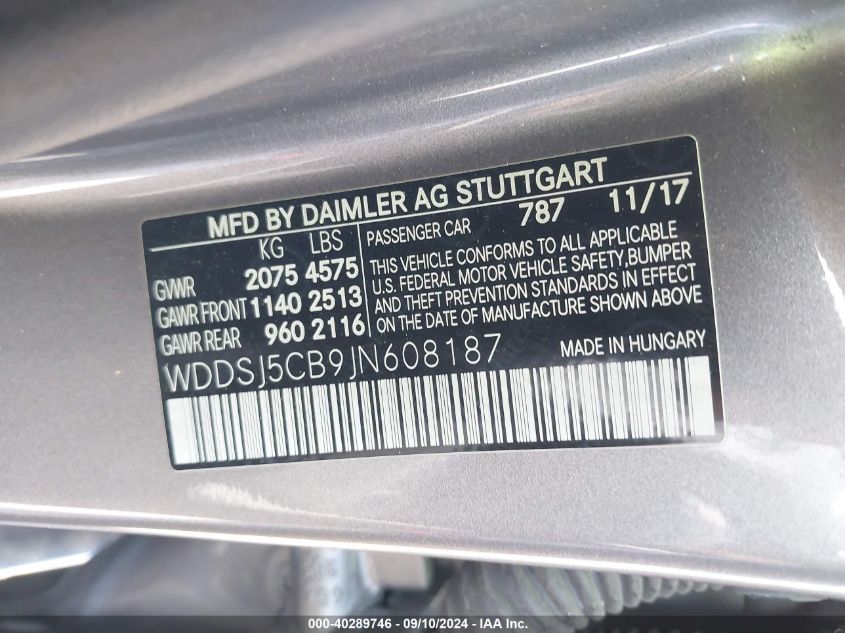 MFD BY DAIMLER AG STUTTGART
KG LBS
GVWR 2075 4575
GAWR FRONT 1140 2513
GAWR REAR 960 2116
PASSENGER CAR 787 11/17
THIS VEHICLE CONFORMS TO ALL APPLICABLE
U.S. FEDERAL MOTOR VEHICLE SAFETY, BUMPER
AND THEFT PREVENTION STANDARDS IN EFFECT
ON THE DATE OF MANUFACTURE SHOWN ABOVE
WDDSJ5CB9JN608187 MADE IN HUNGARY
000-40289746 - 09/10/2024 - IAA Inc.